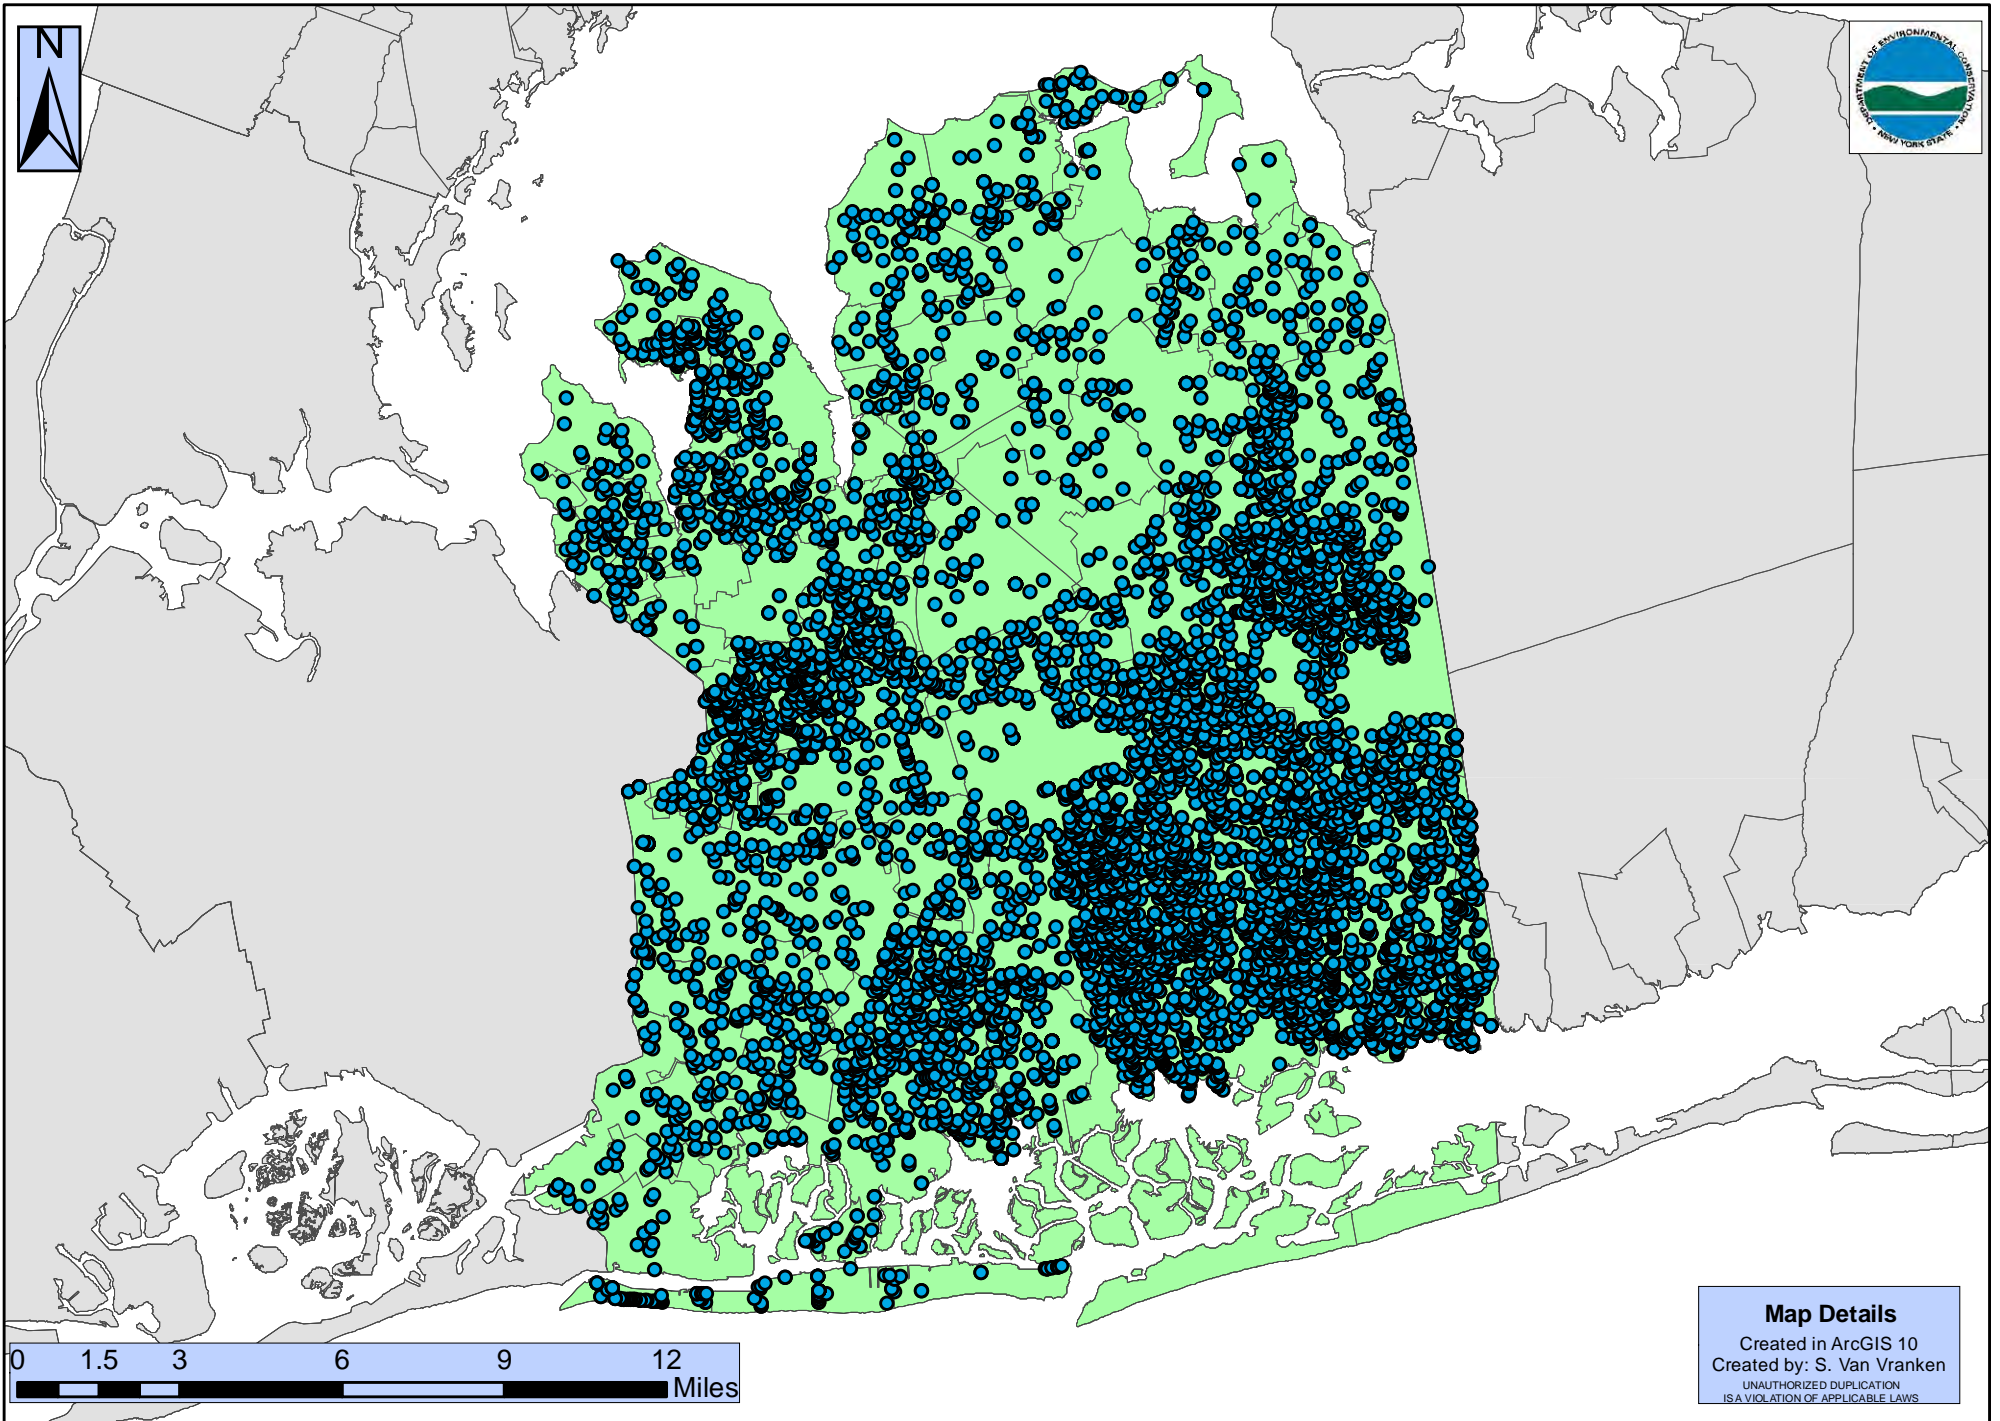 N
DEPARTMENT OF ENVIRONMENTAL CONSERVATION
• NEW YORK STATE •
0 1.5 3 6 9 12
Miles
Map Details
Created in ArcGIS 10
Created by: S. Van Vranken
UNAUTHORIZED DUPLICATION
IS A VIOLATION OF APPLICABLE LAWS